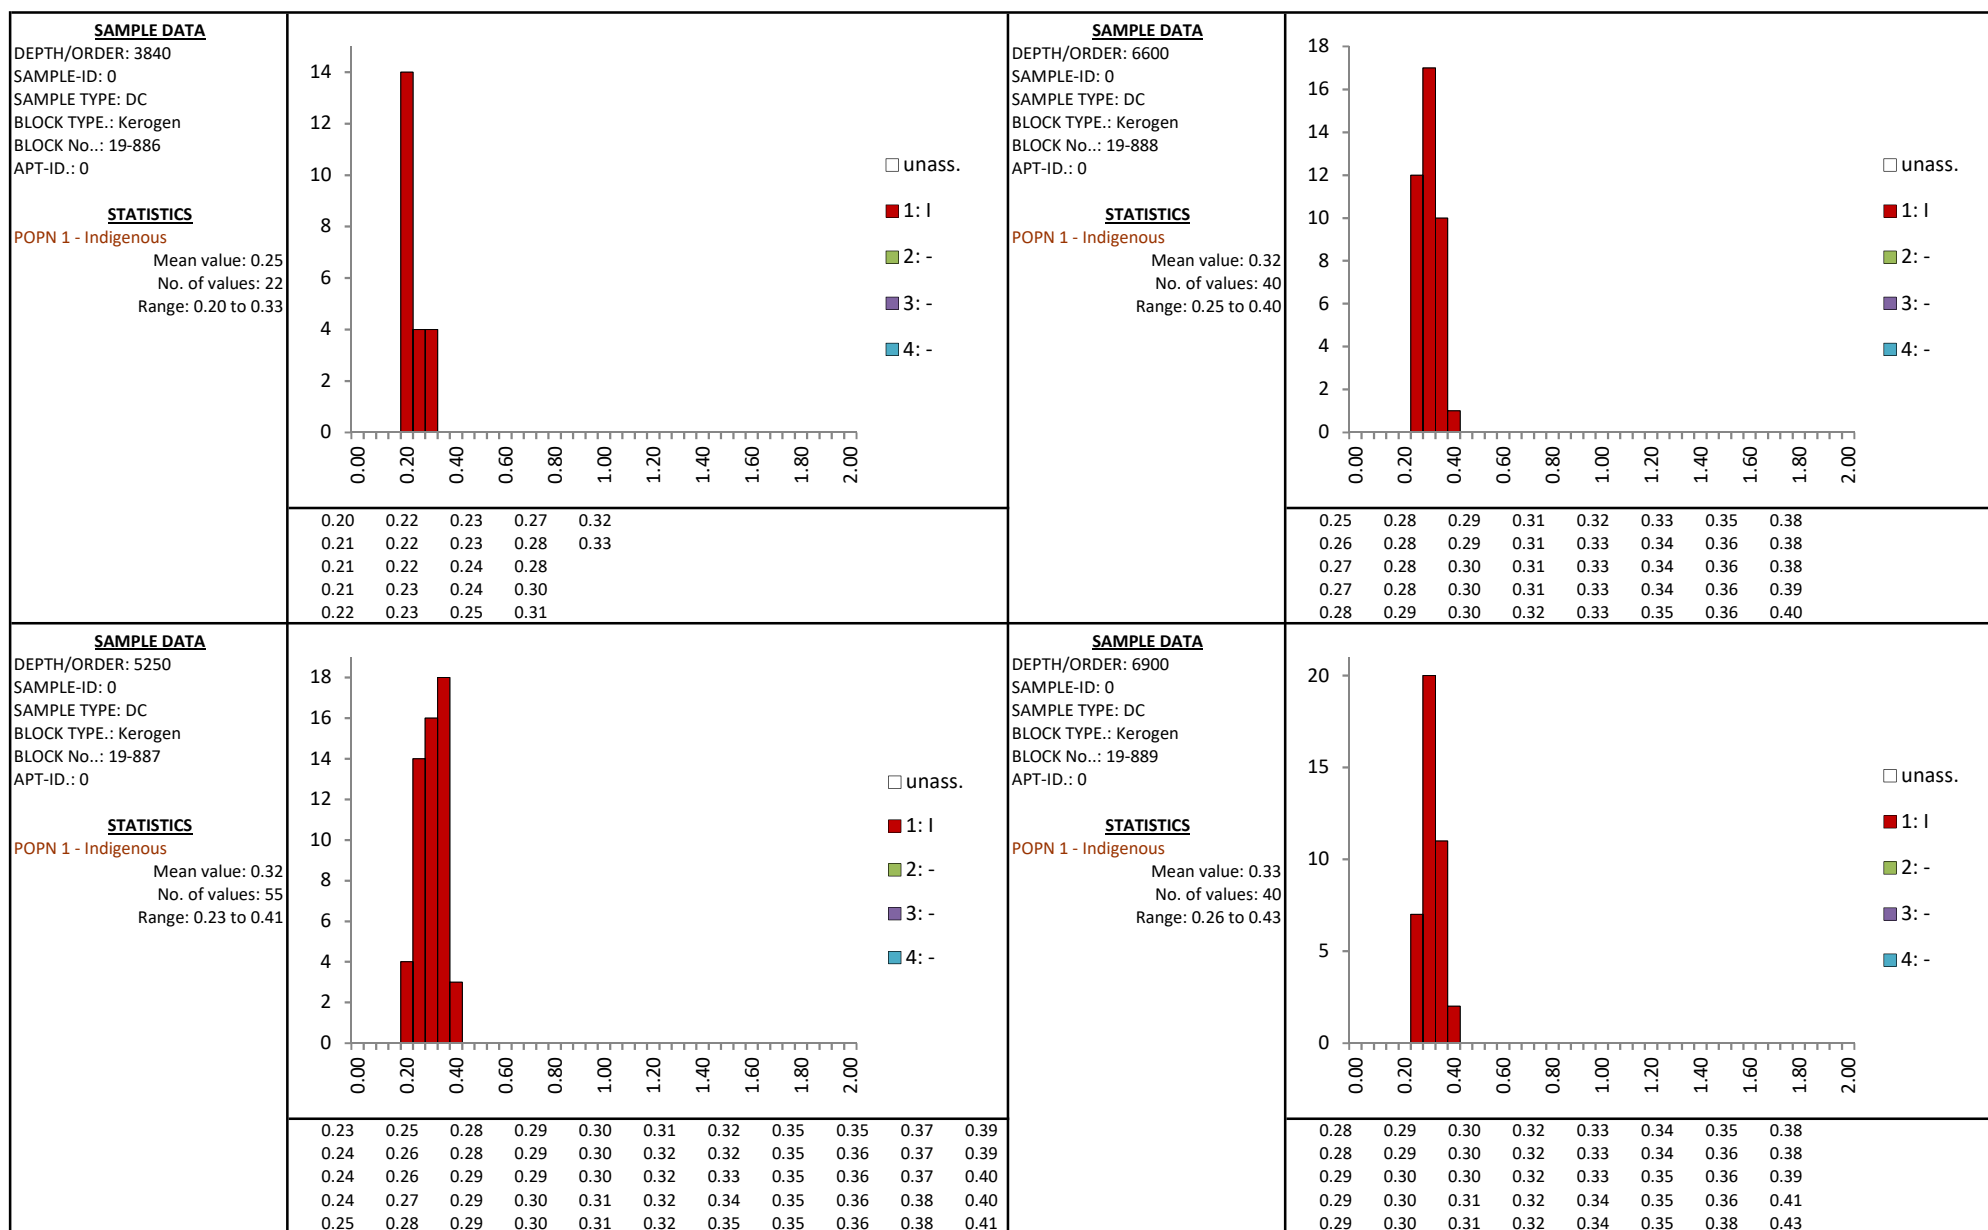 SAMPLE DATA
DEPTH/ORDER: 3840
SAMPLE-ID: 0
SAMPLE TYPE: DC
BLOCK TYPE.: Kerogen
BLOCK No..: 19-886
APT-ID.: 0
STATISTICS
POPN 1 - Indigenous
Mean value: 0.25
No. of values: 22
Range: 0.20 to 0.33
14
12
10
8
6
4
2
0
0.00 0.20 0.40 0.60 0.80 1.00 1.20 1.40 1.60 1.80 2.00
unass.
1: I
2: -
3: -
4: -
0.20 0.22 0.23 0.27 0.32
0.21 0.22 0.23 0.28 0.33
0.21 0.22 0.24 0.28
0.21 0.23 0.24 0.30
0.22 0.23 0.25 0.31
SAMPLE DATA
DEPTH/ORDER: 6600
SAMPLE-ID: 0
SAMPLE TYPE: DC
BLOCK TYPE.: Kerogen
BLOCK No..: 19-888
APT-ID.: 0
STATISTICS
POPN 1 - Indigenous
Mean value: 0.32
No. of values: 40
Range: 0.25 to 0.40
18
16
14
12
10
8
6
4
2
0
0.00 0.20 0.40 0.60 0.80 1.00 1.20 1.40 1.60 1.80 2.00
unass.
1: I
2: -
3: -
4: -
0.25 0.28 0.29 0.31 0.32 0.33 0.35 0.38
0.26 0.28 0.29 0.31 0.33 0.34 0.36 0.38
0.27 0.28 0.30 0.31 0.33 0.34 0.36 0.38
0.27 0.28 0.30 0.31 0.33 0.34 0.36 0.39
0.28 0.29 0.30 0.32 0.33 0.35 0.36 0.40
SAMPLE DATA
DEPTH/ORDER: 5250
SAMPLE-ID: 0
SAMPLE TYPE: DC
BLOCK TYPE.: Kerogen
BLOCK No..: 19-887
APT-ID.: 0
STATISTICS
POPN 1 - Indigenous
Mean value: 0.32
No. of values: 55
Range: 0.23 to 0.41
18
16
14
12
10
8
6
4
2
0
0.00 0.20 0.40 0.60 0.80 1.00 1.20 1.40 1.60 1.80 2.00
unass.
1: I
2: -
3: -
4: -
0.23 0.25 0.28 0.29 0.30 0.31 0.32 0.35 0.35 0.37 0.39
0.24 0.26 0.28 0.29 0.30 0.32 0.32 0.35 0.36 0.37 0.39
0.24 0.26 0.29 0.29 0.30 0.32 0.33 0.35 0.36 0.37 0.40
0.24 0.27 0.29 0.30 0.31 0.32 0.34 0.35 0.36 0.38 0.40
0.25 0.28 0.29 0.30 0.31 0.32 0.35 0.35 0.36 0.38 0.41
SAMPLE DATA
DEPTH/ORDER: 6900
SAMPLE-ID: 0
SAMPLE TYPE: DC
BLOCK TYPE.: Kerogen
BLOCK No..: 19-889
APT-ID.: 0
STATISTICS
POPN 1 - Indigenous
Mean value: 0.33
No. of values: 40
Range: 0.26 to 0.43
20
15
10
5
0
0.00 0.20 0.40 0.60 0.80 1.00 1.20 1.40 1.60 1.80 2.00
unass.
1: I
2: -
3: -
4: -
0.28 0.29 0.30 0.32 0.33 0.34 0.35 0.38
0.28 0.29 0.30 0.32 0.33 0.34 0.36 0.38
0.29 0.30 0.30 0.32 0.33 0.35 0.36 0.39
0.29 0.30 0.31 0.32 0.34 0.35 0.36 0.41
0.29 0.30 0.31 0.32 0.34 0.35 0.38 0.43